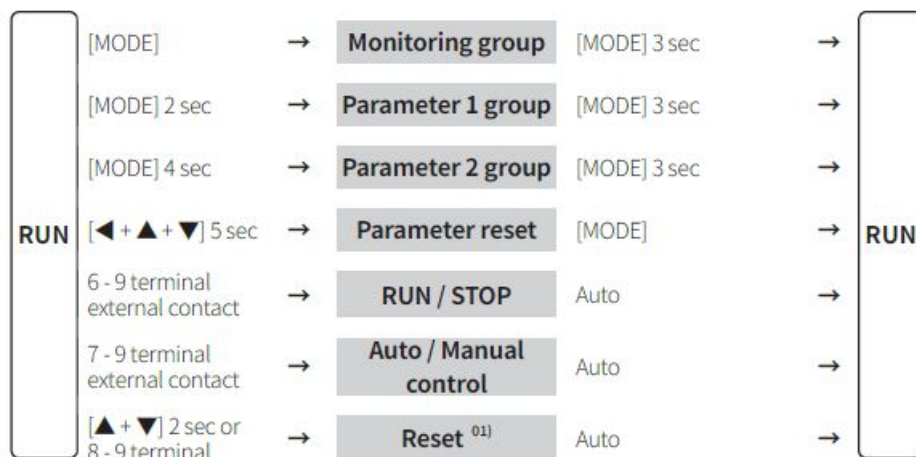 [MODE] → Monitoring group [MODE] 3 sec →
[MODE] 2 sec → Parameter 1 group [MODE] 3 sec →
[MODE] 4 sec → Parameter 2 group [MODE] 3 sec →
RUN [◀ + ▲ + ▼] 5 sec → Parameter reset [MODE] → RUN
6 - 9 terminal
external contact → RUN / STOP Auto →
7 - 9 terminal
external contact → Auto / Manual
control Auto →
[▲ + ▼] 2 sec or
8 - 9 terminal → Reset 01) Auto →